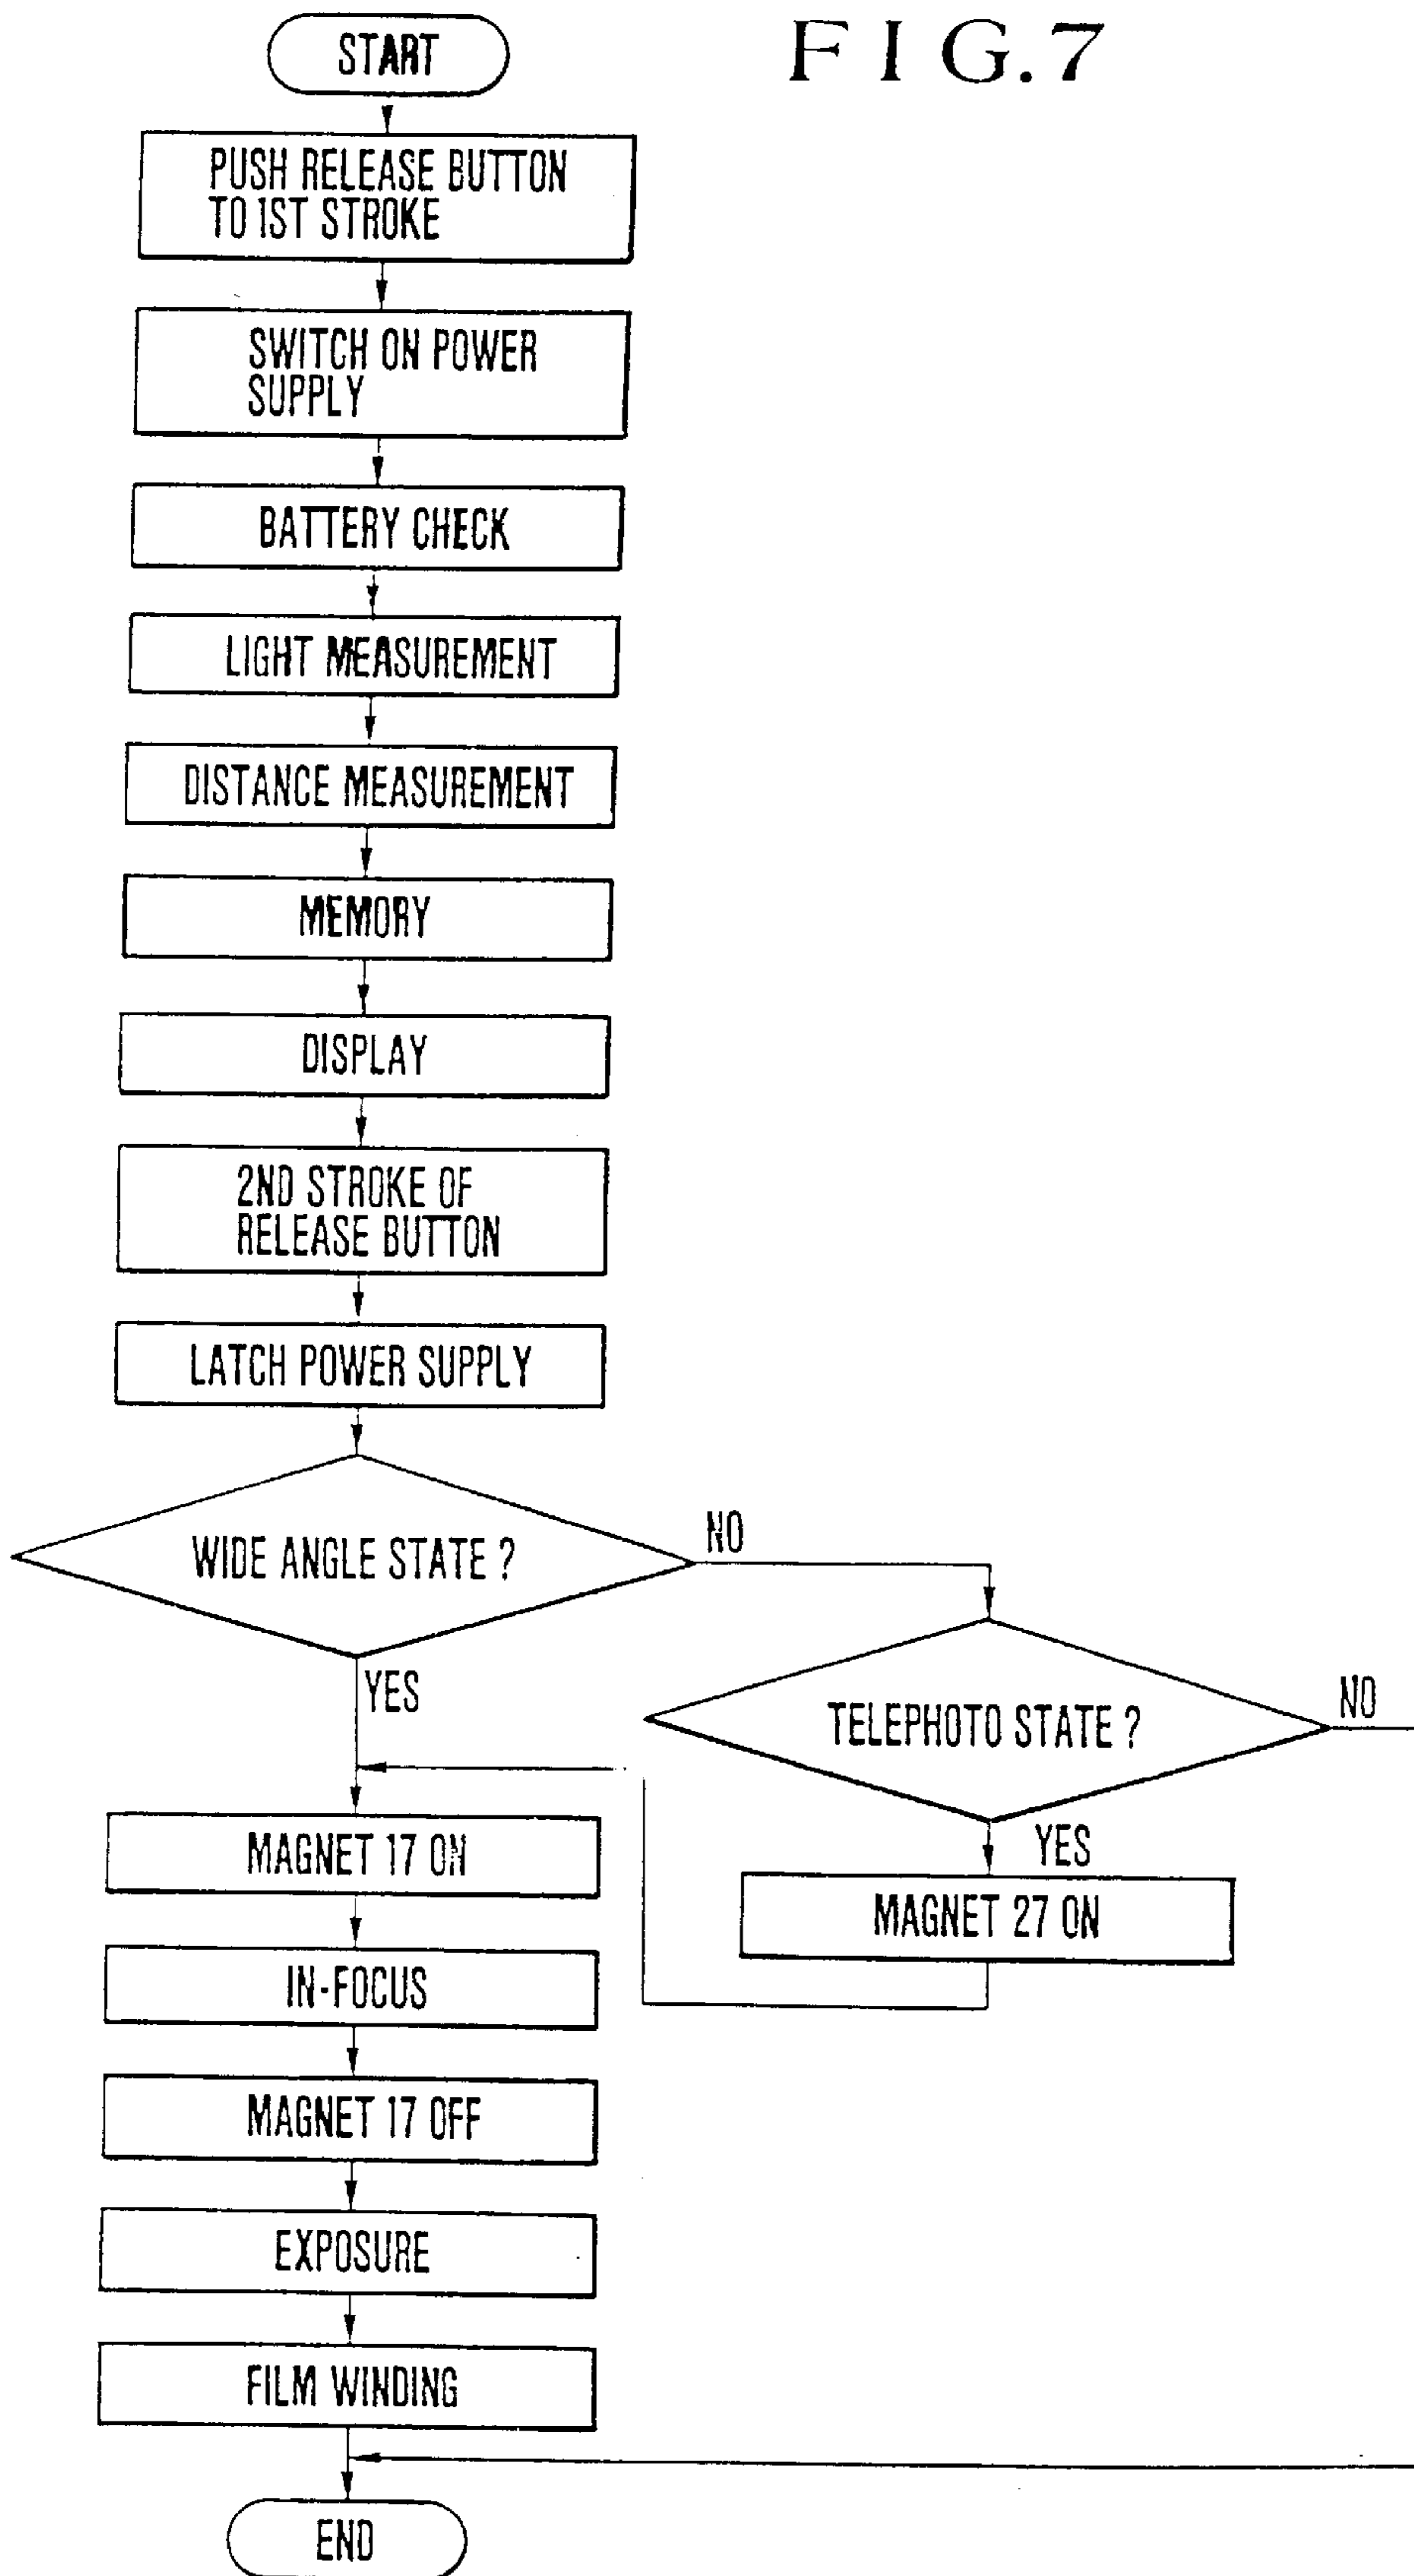 FIG.7
START
PUSH RELEASE BUTTON
TO 1ST STROKE
SWITCH ON POWER
SUPPLY
BATTERY CHECK
LIGHT MEASUREMENT
DISTANCE MEASUREMENT
MEMORY
DISPLAY
2ND STROKE OF
RELEASE BUTTON
LATCH POWER SUPPLY
WIDE ANGLE STATE ?
NO
YES
TELEPHOTO STATE ?
NO
YES
MAGNET 27 ON
MAGNET 17 ON
IN-FOCUS
MAGNET 17 OFF
EXPOSURE
FILM WINDING
END